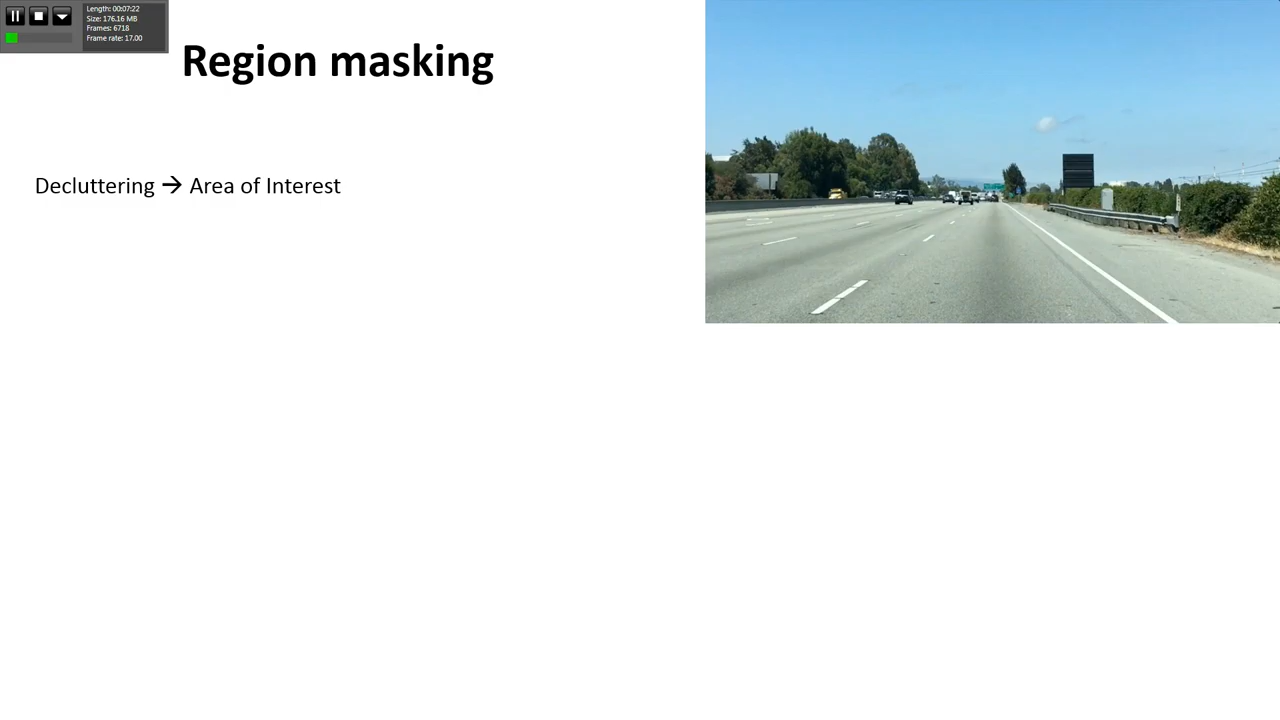 Length: 00:07:22
Size: 176.16 MB
Frames: 6718
Frame rate: 17.00
Region masking
Decluttering → Area of Interest